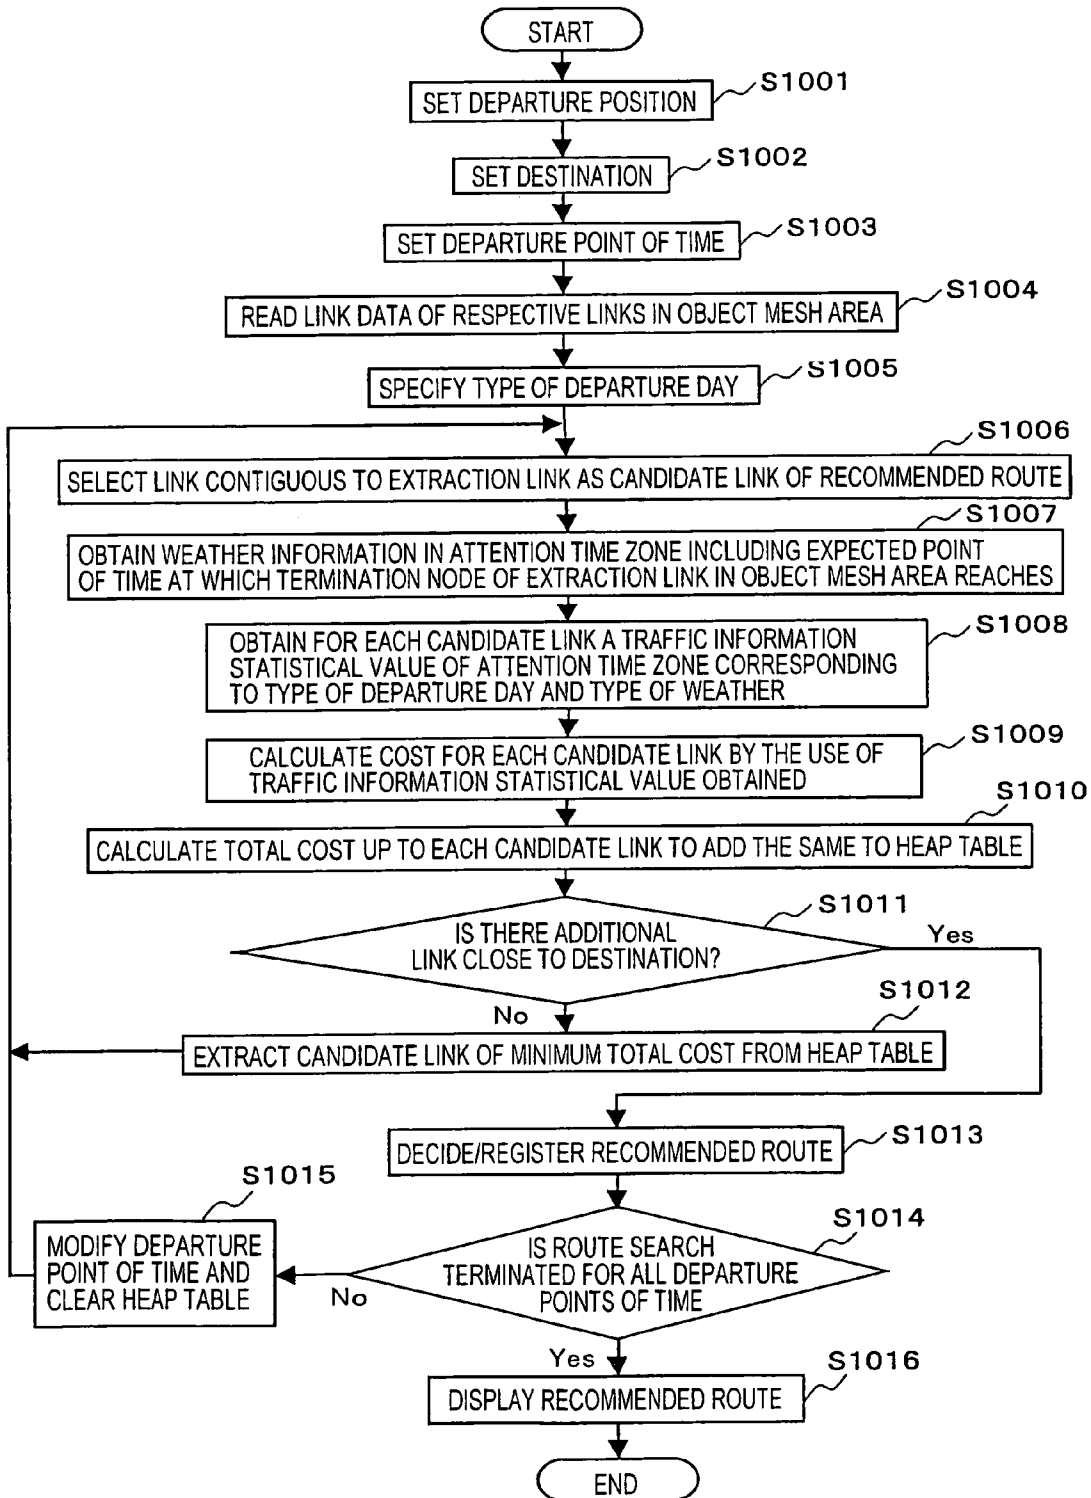 START
S1001
SET DEPARTURE POSITION
S1002
SET DESTINATION
S1003
SET DEPARTURE POINT OF TIME
S1004
READ LINK DATA OF RESPECTIVE LINKS IN OBJECT MESH AREA
S1005
SPECIFY TYPE OF DEPARTURE DAY
S1006
SELECT LINK CONTIGUOUS TO EXTRACTION LINK AS CANDIDATE LINK OF RECOMMENDED ROUTE
S1007
OBTAIN WEATHER INFORMATION IN ATTENTION TIME ZONE INCLUDING EXPECTED POINT
OF TIME AT WHICH TERMINATION NODE OF EXTRACTION LINK IN OBJECT MESH AREA REACHES
S1008
OBTAIN FOR EACH CANDIDATE LINK A TRAFFIC INFORMATION
STATISTICAL VALUE OF ATTENTION TIME ZONE CORRESPONDING
TO TYPE OF DEPARTURE DAY AND TYPE OF WEATHER
S1009
CALCULATE COST FOR EACH CANDIDATE LINK BY THE USE OF
TRAFFIC INFORMATION STATISTICAL VALUE OBTAINED
S1010
CALCULATE TOTAL COST UP TO EACH CANDIDATE LINK TO ADD THE SAME TO HEAP TABLE
S1011
IS THERE ADDITIONAL
LINK CLOSE TO DESTINATION?
Yes
No
S1012
EXTRACT CANDIDATE LINK OF MINIMUM TOTAL COST FROM HEAP TABLE
S1013
DECIDE/REGISTER RECOMMENDED ROUTE
S1014
IS ROUTE SEARCH
TERMINATED FOR ALL DEPARTURE
POINTS OF TIME
No
S1015
MODIFY DEPARTURE
POINT OF TIME AND
CLEAR HEAP TABLE
Yes
S1016
DISPLAY RECOMMENDED ROUTE
END